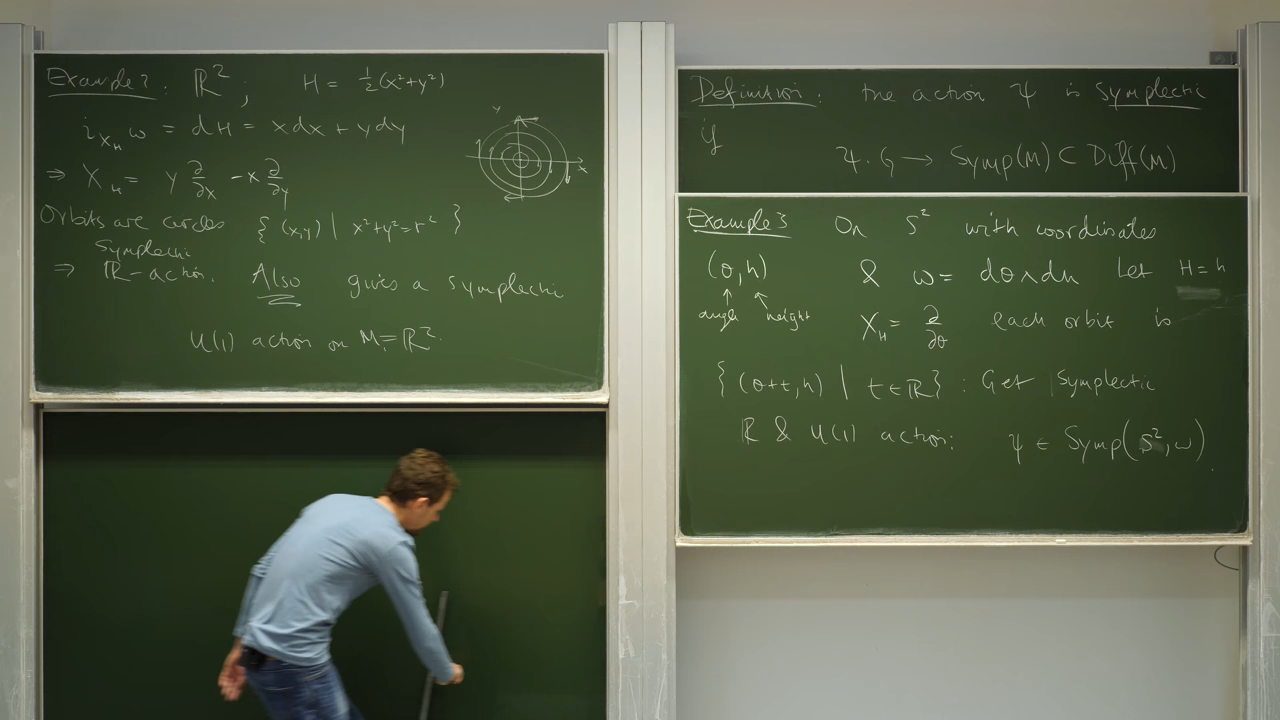 Example 2: ℝ²; H = ½(x²+y²)
i_{X_H} ω = dH = x dx + y dy
y
x
⇒ X_H = y ∂/∂x - x ∂/∂y
Orbits are circles {(x,y) | x²+y²=r²}
Symplectic
⇒ ℝ-action. Also gives a symplectic
U(1) action on M=ℝ².
Definition: the action Ψ is symplectic
if
Ψ: G → Symp(M) ⊂ Diff(M)
Example 3 On S² with coordinates
(θ,h) & ω = dθ∧dh Let H=h
angle height X_H = ∂/∂θ each orbit is
{(θ+t,h) | t∈ℝ} : Get symplectic
ℝ & U(1) action: ψ ∈ Symp(S²,ω).